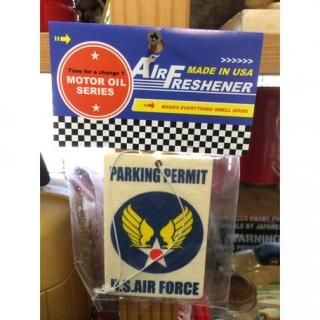 Time for a change ?
MOTOR OIL
SERIES
AIR
FRESHENER
>>>>>>
MADE IN USA
MAKES EVERYTHING SMELL GOOD.
PARKING PERMIT
U.S. AIR FORCE
WARNING